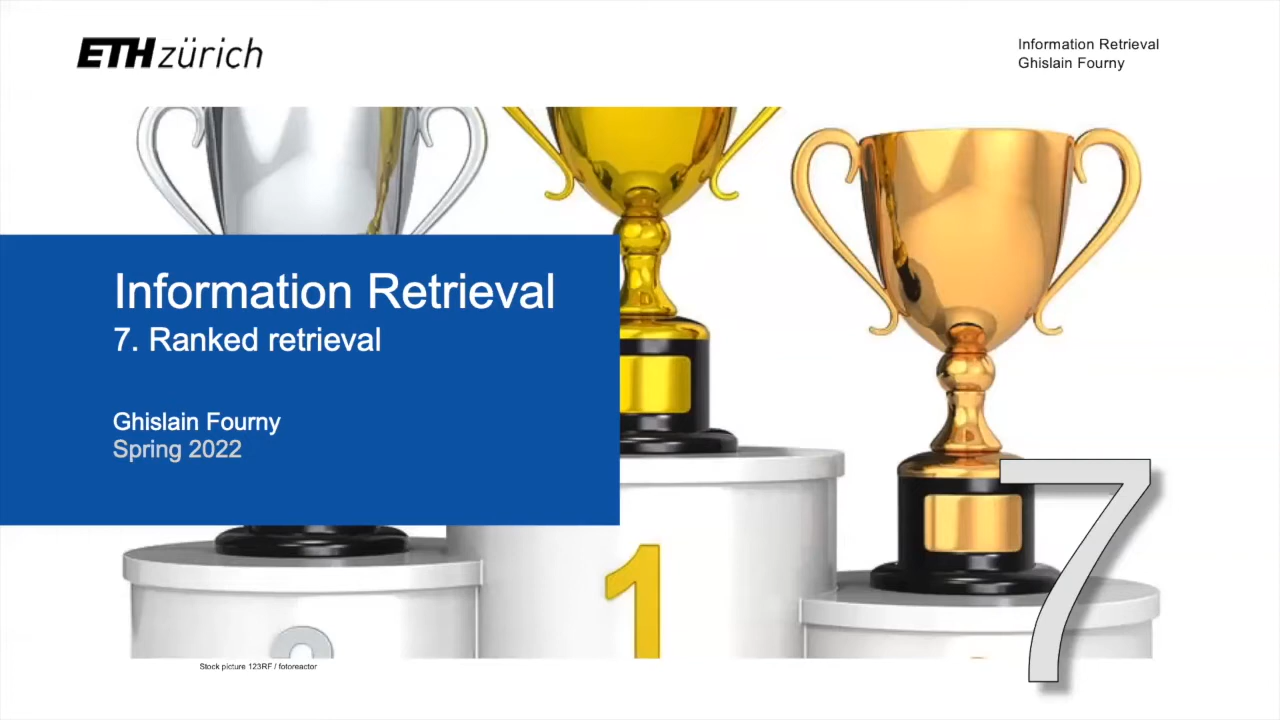 ETH zürich
Information Retrieval
Ghislain Fourny
Information Retrieval
7. Ranked retrieval
Ghislain Fourny
Spring 2022
1
7
Stock picture 123RF / fotoreactor